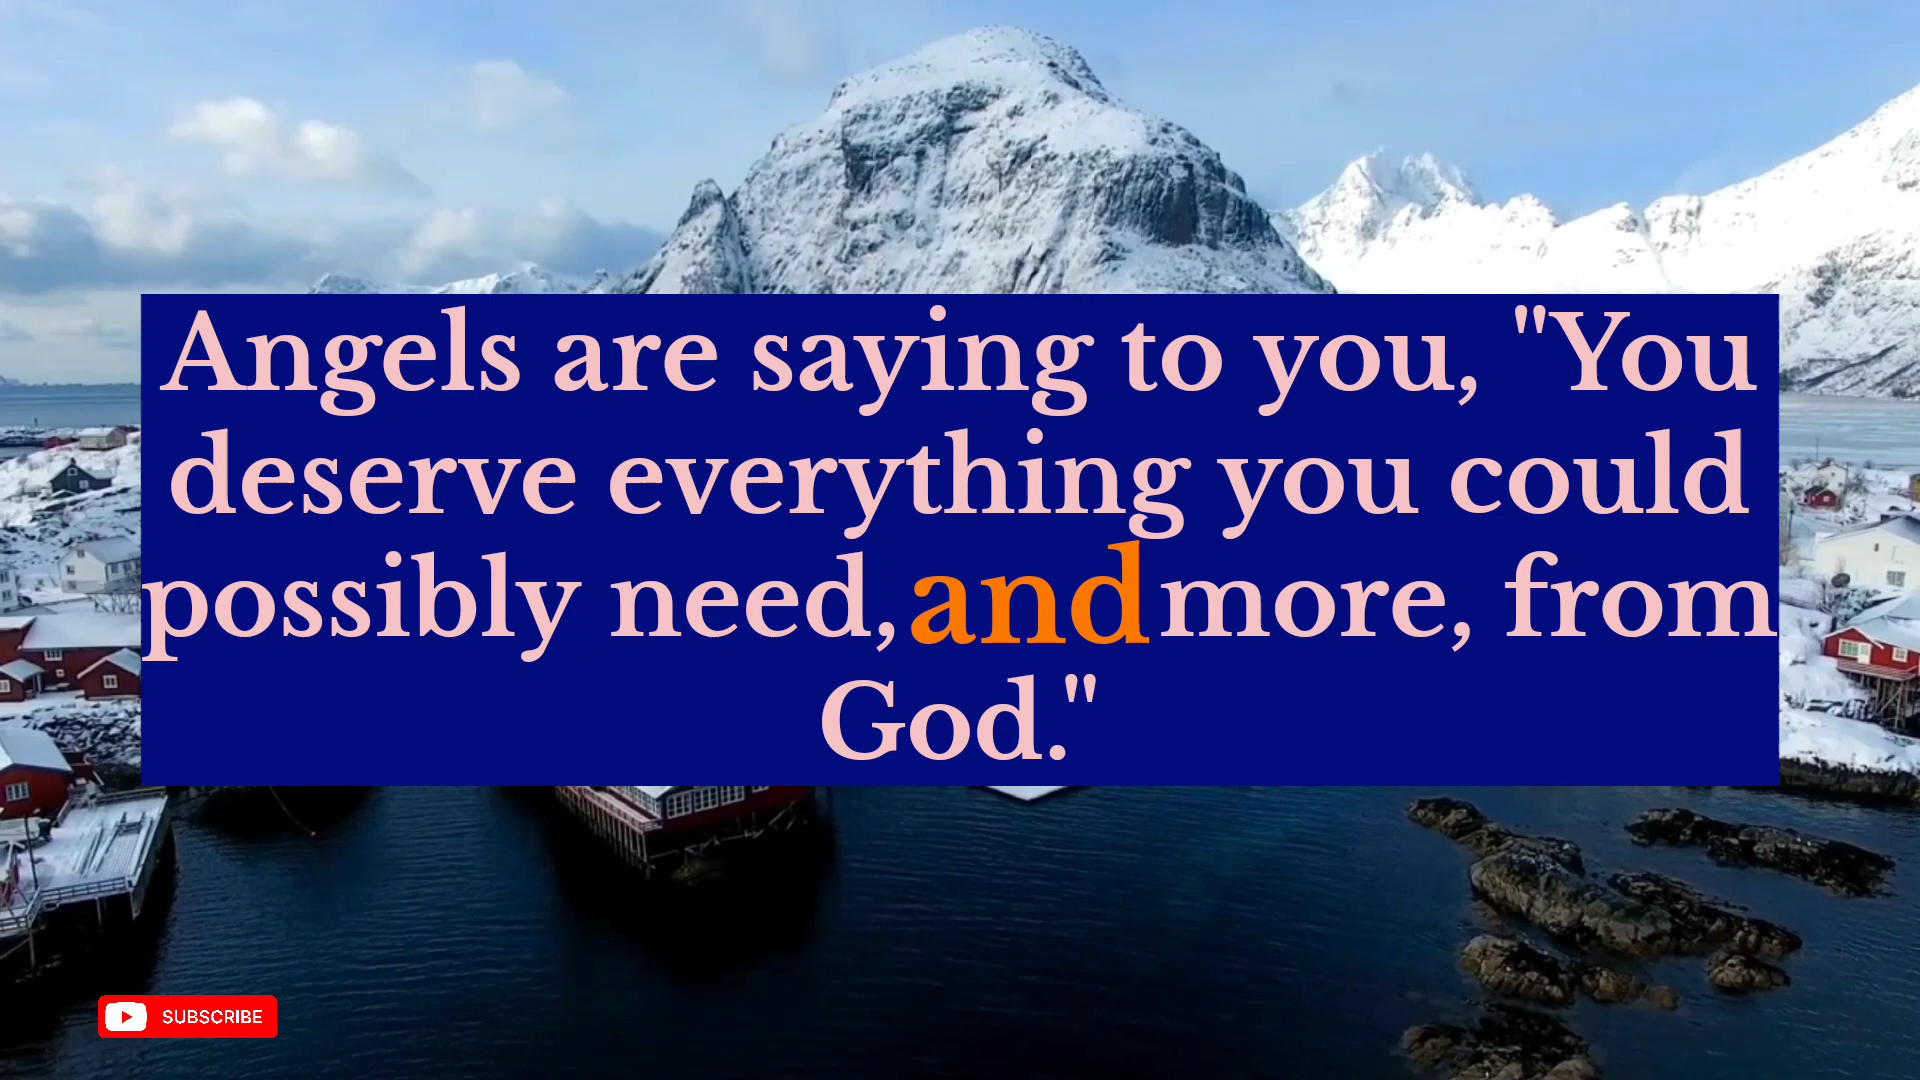 Angels are saying to you, "You
deserve everything you could
possibly need, and more, from
God."
SUBSCRIBE